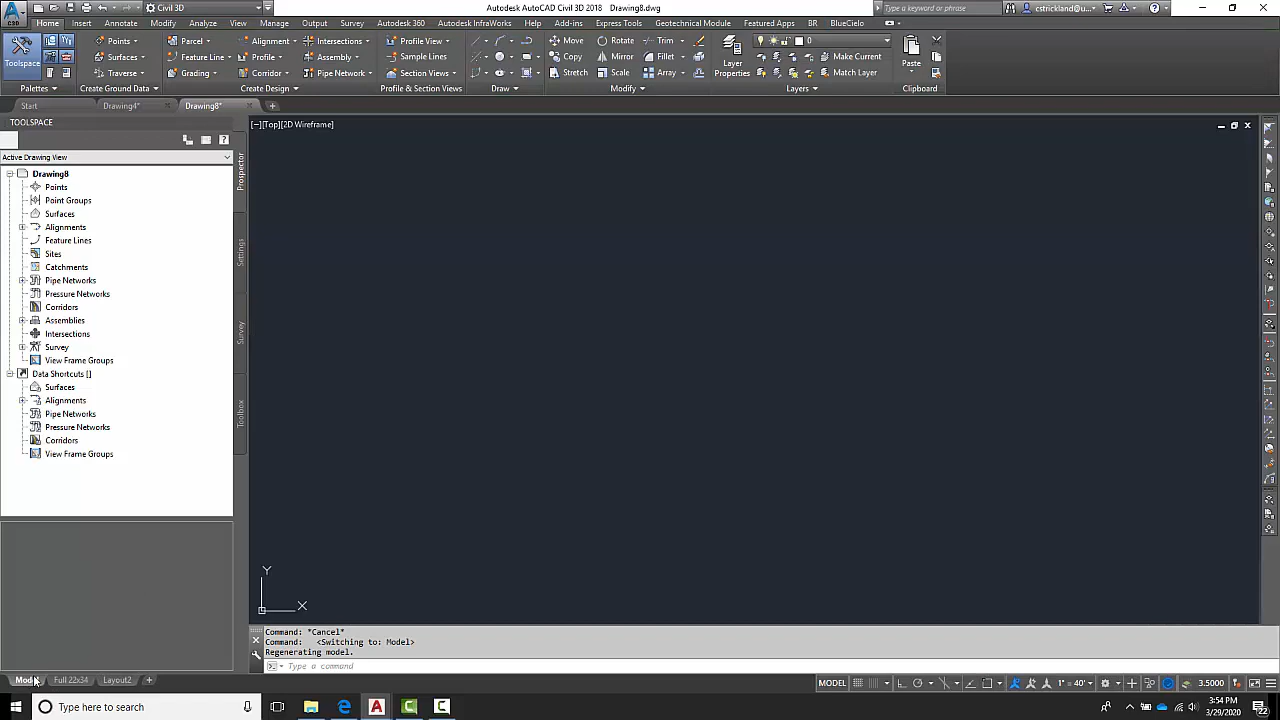 Civil 3D
Autodesk AutoCAD Civil 3D 2018 Drawing8.dwg
Type a keyword or phrase
cstrickland@u...
Home Insert Annotate Modify Analyze View Manage Output Survey Autodesk 360 Autodesk InfraWorks Help Add-ins Express Tools Geotechnical Module Featured Apps BR BlueCielo
Toolspace
Points
Surfaces
Traverse
Parcel
Feature Line
Grading
Alignment
Profile
Corridor
Intersections
Assembly
Pipe Network
Profile View
Sample Lines
Section Views
Move
Copy
Stretch
Rotate
Mirror
Scale
Trim
Fillet
Array
Layer
Properties
0
Make Current
Match Layer
Paste
Palettes
Create Ground Data
Create Design
Profile & Section Views
Draw
Modify
Layers
Clipboard
Start Drawing4* Drawing8*
TOOLSPACE
Active Drawing View
Drawing8
Points
Point Groups
Surfaces
Alignments
Feature Lines
Sites
Catchments
Pipe Networks
Pressure Networks
Corridors
Assemblies
Intersections
Survey
View Frame Groups
Data Shortcuts []
Surfaces
Alignments
Pipe Networks
Pressure Networks
Corridors
View Frame Groups
Prospector
Settings
Survey
Toolbox
[−][Top][2D Wireframe]
Y
X
Command: *Cancel*
Command: <Switching to: Model>
Regenerating model.
Type a command
Model Full 22x34 Layout2
MODEL
1" = 40'
3.5000
Type here to search
3:54 PM
3/29/2020
22